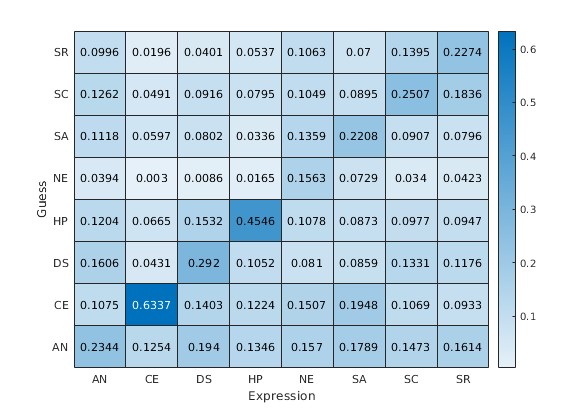 SR 0.0996 0.0196 0.0401 0.0537 0.1063 0.07 0.1395 0.2274
SC 0.1262 0.0491 0.0916 0.0795 0.1049 0.0895 0.2507 0.1836
SA 0.1118 0.0597 0.0802 0.0336 0.1359 0.2208 0.0907 0.0796
NE 0.0394 0.003 0.0086 0.0165 0.1563 0.0729 0.034 0.0423
HP 0.1204 0.0665 0.1532 0.4546 0.1078 0.0873 0.0977 0.0947
DS 0.1606 0.0431 0.292 0.1052 0.081 0.0859 0.1331 0.1176
CE 0.1075 0.6337 0.1403 0.1224 0.1507 0.1948 0.1069 0.0933
AN 0.2344 0.1254 0.194 0.1346 0.157 0.1789 0.1473 0.1614
AN CE DS HP NE SA SC SR
Expression
Guess
0.6
0.5
0.4
0.3
0.2
0.1